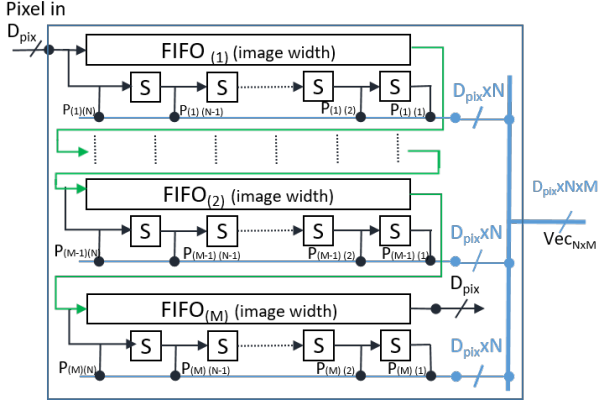 Pixel in
Dpix
FIFO (1) (image width)
S S S S
DpixxN
P(1)(N) P(1)(N-1) P(1)(2) P(1)(1)
DpixxNxM
FIFO(2) (image width)
VecNxM
S S S S
DpixxN
P(M-1)(N) P(M-1)(N-1) P(M-1)(2) P(M-1)(1)
Dpix
FIFO(M) (image width)
S S S S
DpixxN
P(M)(N) P(M)(N-1) P(M)(2) P(M)(1)